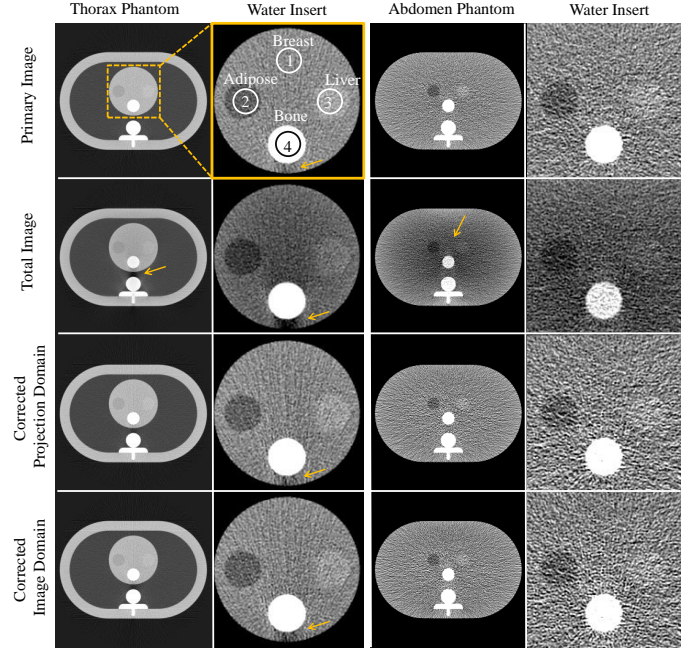 Thorax Phantom Water Insert Abdomen Phantom Water Insert
Primary Image
Breast
1
Adipose Liver
2 3
Bone
4
Total Image
Corrected
Projection Domain
Corrected
Image Domain